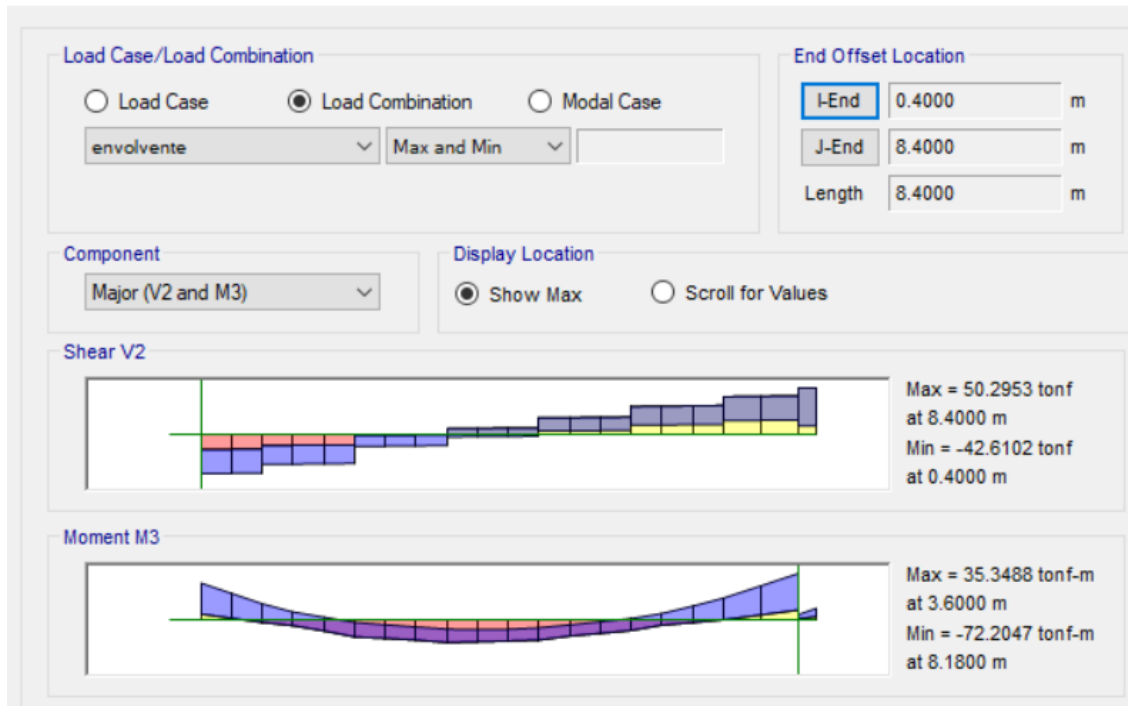 Load Case/Load Combination
Load Case Load Combination Modal Case
envolvente Max and Min
End Offset Location
I-End 0.4000 m
J-End 8.4000 m
Length 8.4000 m
Component
Major (V2 and M3)
Display Location
Show Max Scroll for Values
Shear V2
Max = 50.2953 tonf
at 8.4000 m
Min = -42.6102 tonf
at 0.4000 m
Moment M3
Max = 35.3488 tonf-m
at 3.6000 m
Min = -72.2047 tonf-m
at 8.1800 m